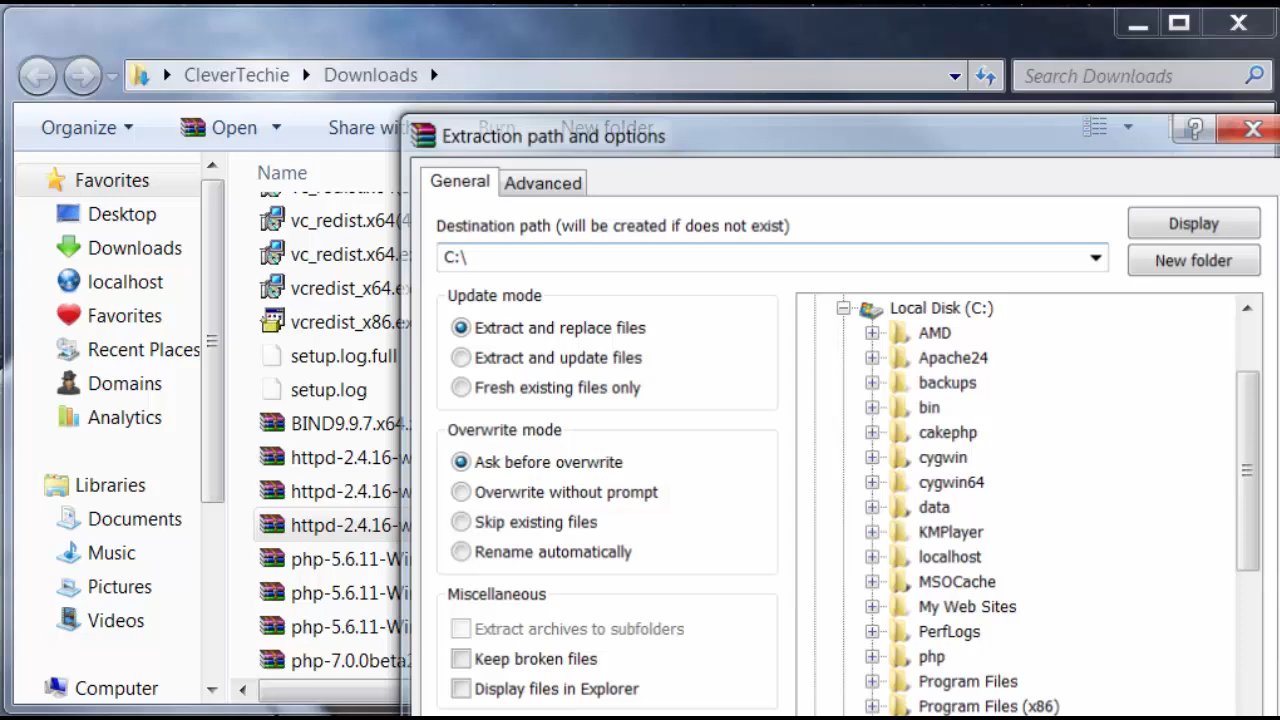 CleverTechie
Downloads
Search Downloads
Organize
Open
Share
Burn
New folder
Extraction path and options
Favorites
Desktop
Downloads
localhost
Favorites
Recent Places
Domains
Analytics
Libraries
Documents
Music
Pictures
Videos
Computer
Name
vc_redist.x64(
vc_redist.x64.e
vcredist_x64.e
vcredist_x86.e
setup.log.full
setup.log
BIND9.9.7.x64.
httpd-2.4.16-w
httpd-2.4.16-w
httpd-2.4.16-w
php-5.6.11-Wi
php-5.6.11-Wi
php-5.6.11-Wi
php-7.0.0beta
General
Advanced
Destination path (will be created if does not exist)
C:\
Display
New folder
Update mode
Extract and replace files
Extract and update files
Fresh existing files only
Overwrite mode
Ask before overwrite
Overwrite without prompt
Skip existing files
Rename automatically
Miscellaneous
Extract archives to subfolders
Keep broken files
Display files in Explorer
Local Disk (C:)
AMD
Apache24
backups
bin
cakephp
cygwin
cygwin64
data
KMPlayer
localhost
MSOCache
My Web Sites
PerfLogs
php
Program Files
Program Files (x86)